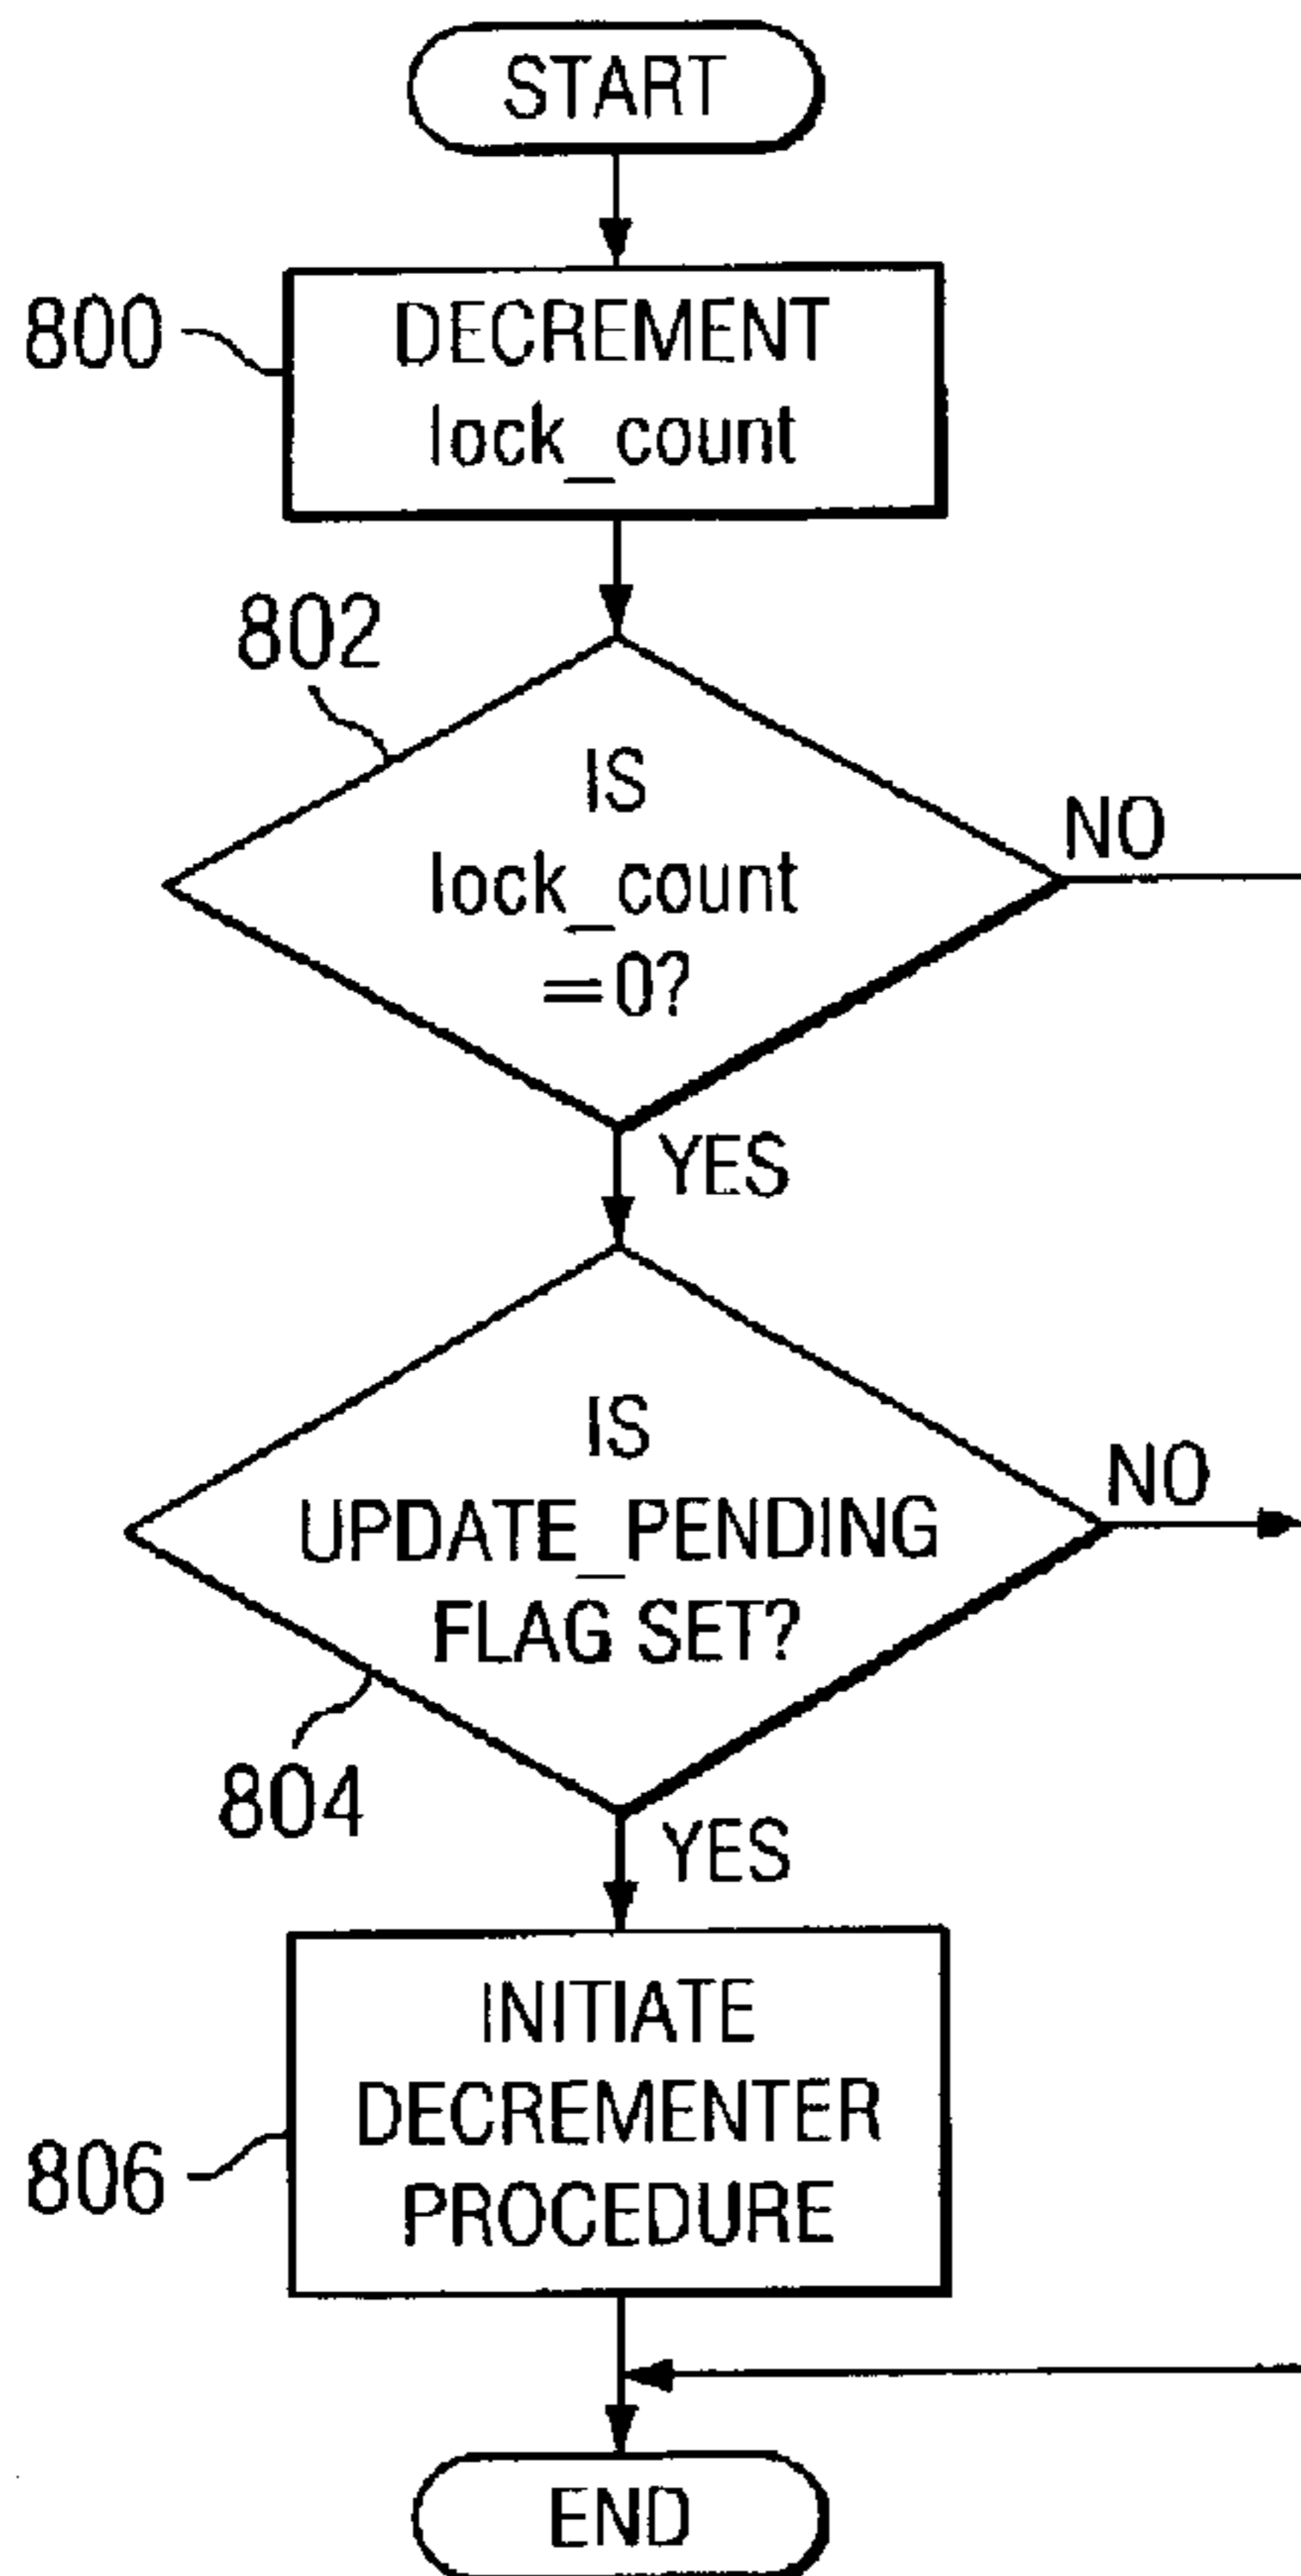 START
800
DECREMENT
lock_count
802
IS
lock_count
=0?
NO
YES
IS
UPDATE_PENDING
FLAG SET?
NO
804
YES
INITIATE
DECREMENTER
PROCEDURE
806
END